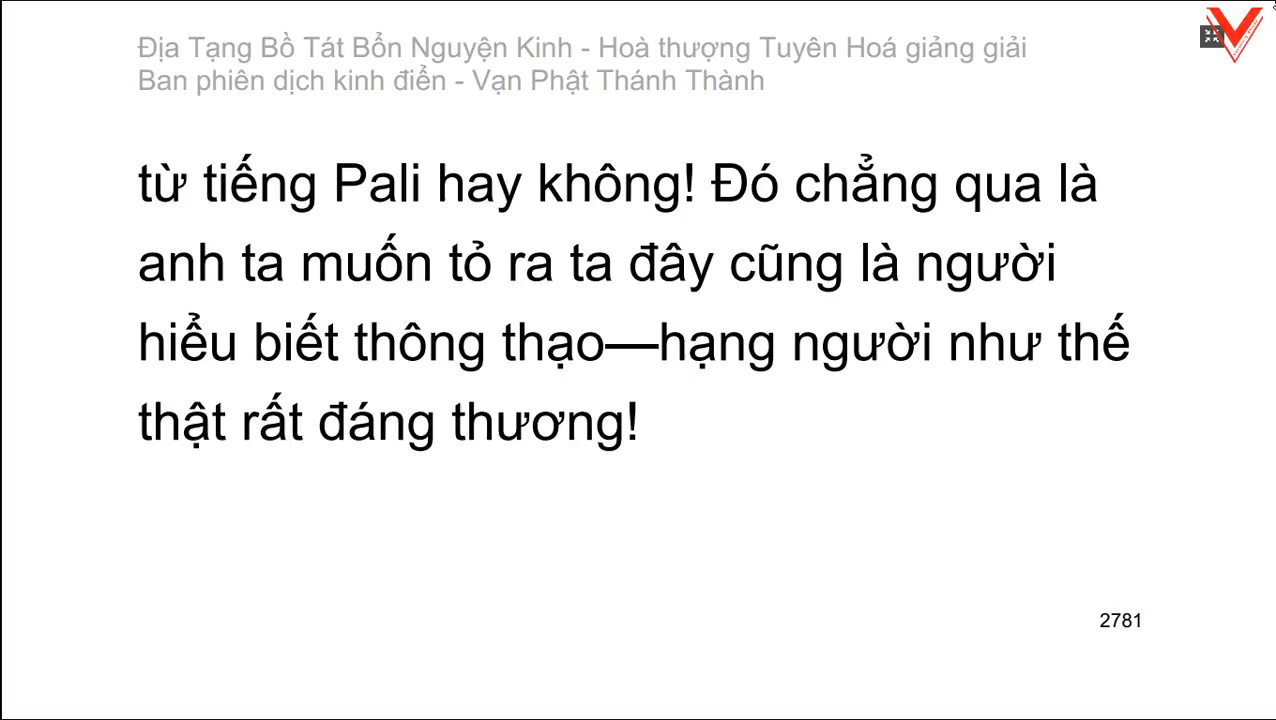 Địa Tạng Bồ Tát Bổn Nguyện Kinh - Hoà thượng Tuyên Hoá giảng giải
Ban phiên dịch kinh điển - Vạn Phật Thánh Thành
từ tiếng Pali hay không! Đó chẳng qua là
anh ta muốn tỏ ra ta đây cũng là người
hiểu biết thông thạo—hạng người như thế
thật rất đáng thương!
2781